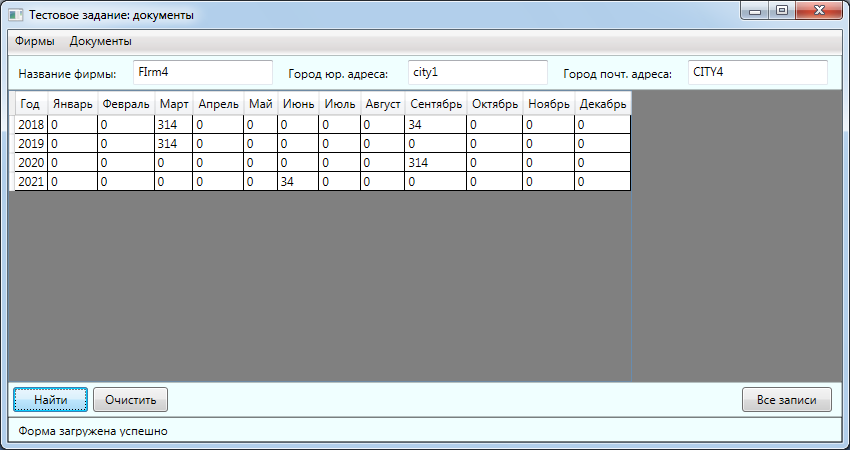 Тестовое задание: документы
Фирмы Документы
Название фирмы: FIrm4 Город юр. адреса: city1 Город почт. адреса: CITY4
Год Январь Февраль Март Апрель Май Июнь Июль Август Сентябрь Октябрь Ноябрь Декабрь
2018 0 0 314 0 0 0 0 0 34 0 0 0
2019 0 0 314 0 0 0 0 0 0 0 0 0
2020 0 0 0 0 0 0 0 0 314 0 0 0
2021 0 0 0 0 0 34 0 0 0 0 0 0
Найти Очистить Все записи
Форма загружена успешно